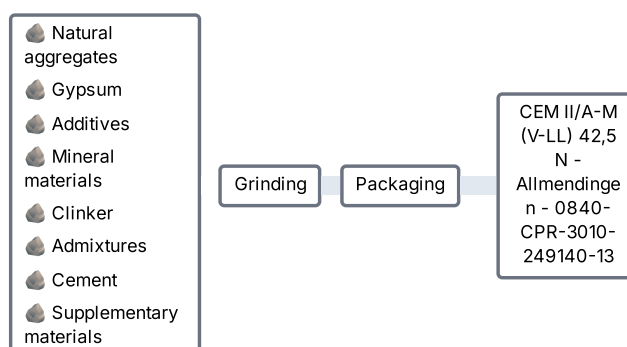 Natural
aggregates
Gypsum
Additives
Mineral
materials
Clinker
Admixtures
Cement
Supplementary
materials
Grinding
Packaging
CEM II/A-M
(V-LL) 42,5
N -
Allmendinge
n - 0840-
CPR-3010-
249140-13